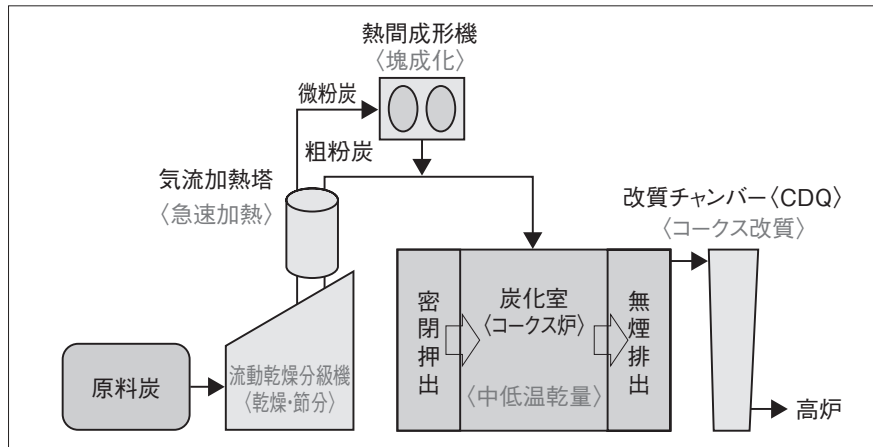 熱間成形機
〈塊成化〉
微粉炭
粗粉炭
気流加熱塔
〈急速加熱〉
改質チャンバー〈CDQ〉
〈コークス改質〉
密閉押出
炭化室
〈コークス炉〉
無煙排出
〈中低温乾量〉
原料炭
流動乾燥分級機
〈乾燥・節分〉
高炉